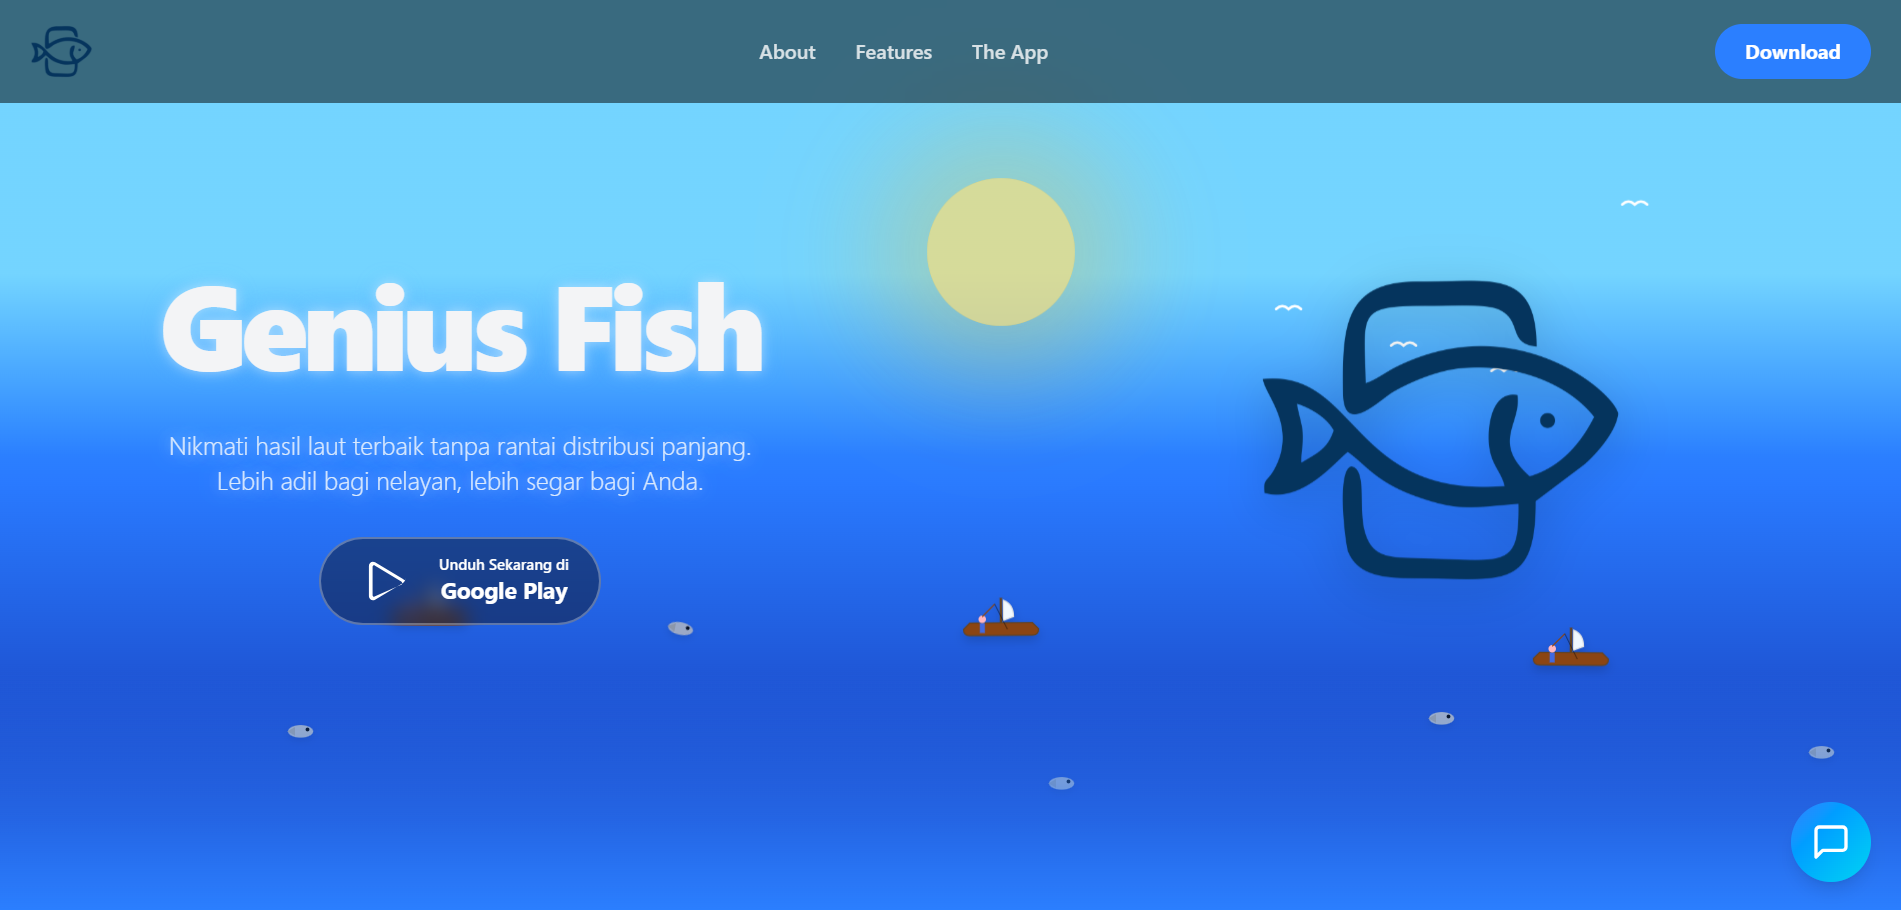 About
Features
The App
Download
Genius Fish
Nikmati hasil laut terbaik tanpa rantai distribusi panjang.
Lebih adil bagi nelayan, lebih segar bagi Anda.
Unduh Sekarang di
Google Play